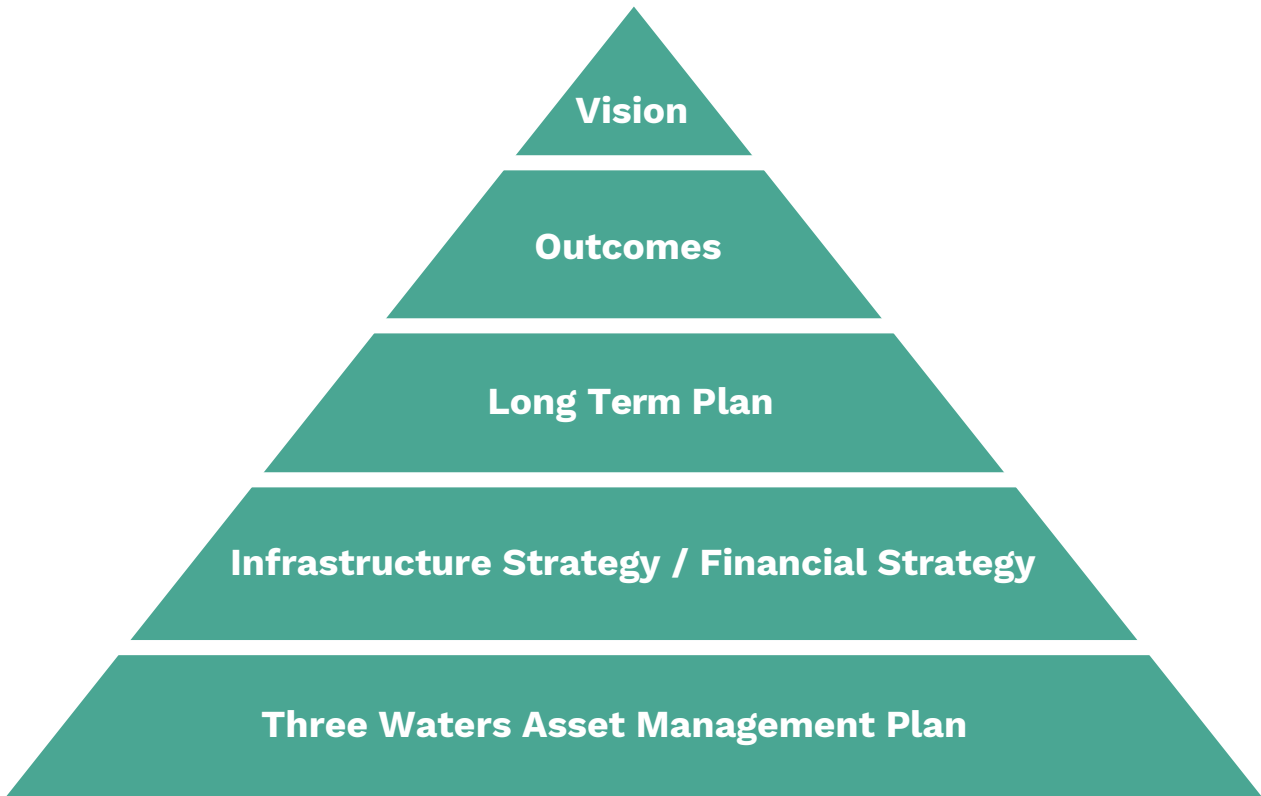 Vision
Outcomes
Long Term Plan
Infrastructure Strategy / Financial Strategy
Three Waters Asset Management Plan